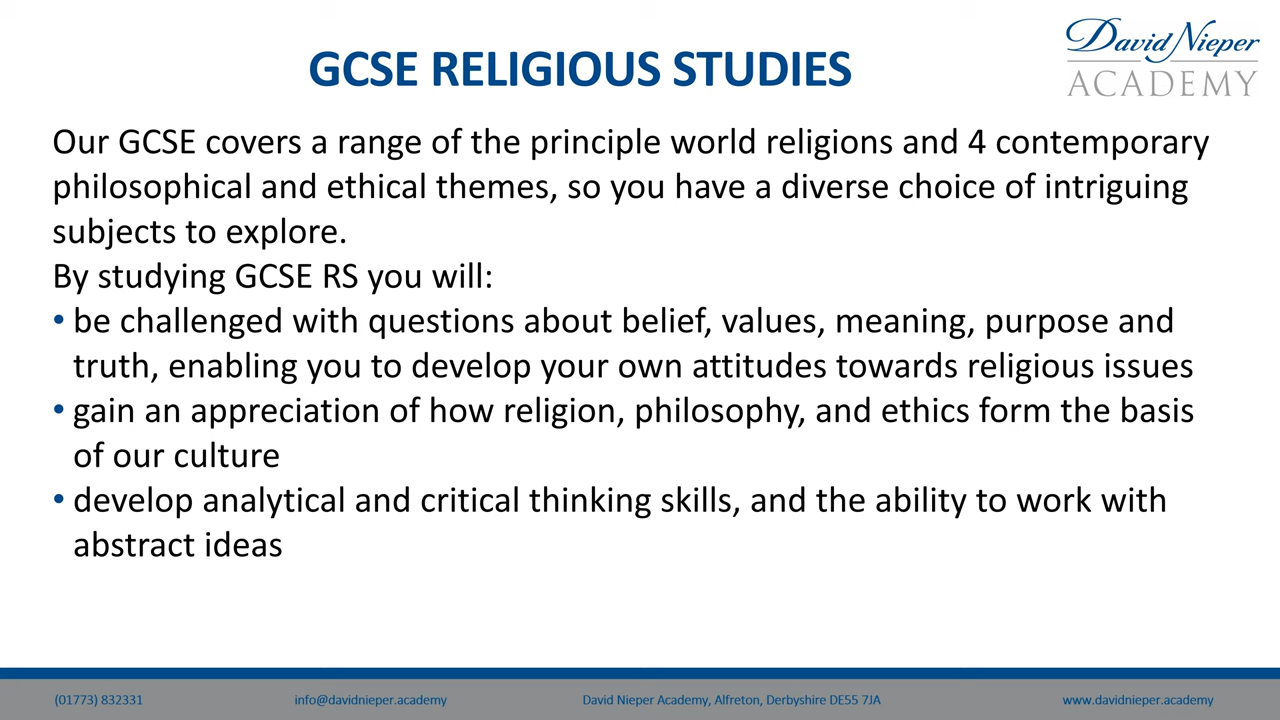 David Nieper
ACADEMY
GCSE RELIGIOUS STUDIES
Our GCSE covers a range of the principle world religions and 4 contemporary
philosophical and ethical themes, so you have a diverse choice of intriguing
subjects to explore.
By studying GCSE RS you will:
• be challenged with questions about belief, values, meaning, purpose and
truth, enabling you to develop your own attitudes towards religious issues
• gain an appreciation of how religion, philosophy, and ethics form the basis
of our culture
• develop analytical and critical thinking skills, and the ability to work with
abstract ideas
(01773) 832331 info@davidnieper.academy David Nieper Academy, Alfreton, Derbyshire DE55 7JA www.davidnieper.academy